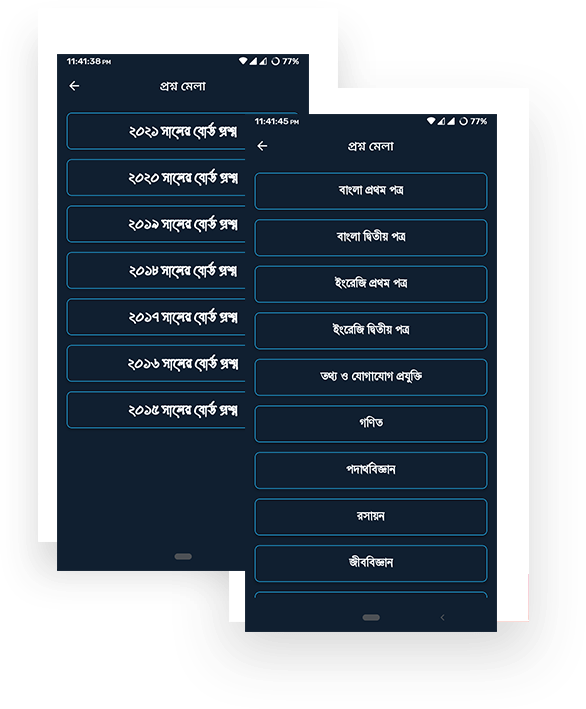 11:41:38 PM
77%
প্রশ্ন মেলা
২০২১ সালের বোর্ড প্রশ্ন
২০২০ সালের বোর্ড প্রশ্ন
২০১৯ সালের বোর্ড প্রশ্ন
২০১৮ সালের বোর্ড প্রশ্ন
২০১৭ সালের বোর্ড প্রশ্ন
২০১৬ সালের বোর্ড প্রশ্ন
২০১৫ সালের বোর্ড প্রশ্ন
11:41:45 PM
77%
প্রশ্ন মেলা
বাংলা প্রথম পত্র
বাংলা দ্বিতীয় পত্র
ইংরেজি প্রথম পত্র
ইংরেজি দ্বিতীয় পত্র
তথ্য ও যোগাযোগ প্রযুক্তি
গণিত
পদার্থবিজ্ঞান
রসায়ন
জীববিজ্ঞান